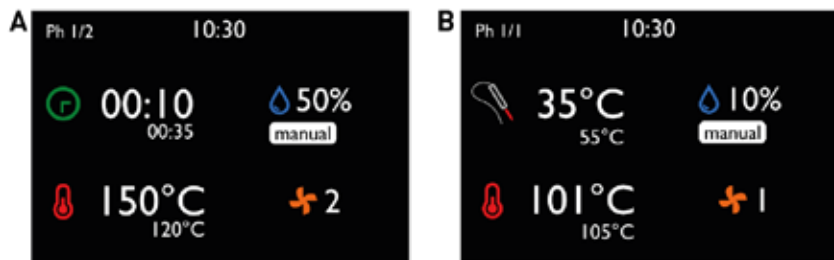 A
Ph 1/2 10:30
00:10 50%
00:35 manual
150°C 2
120°C
B
Ph 1/1 10:30
35°C 10%
55°C manual
101°C 1
105°C